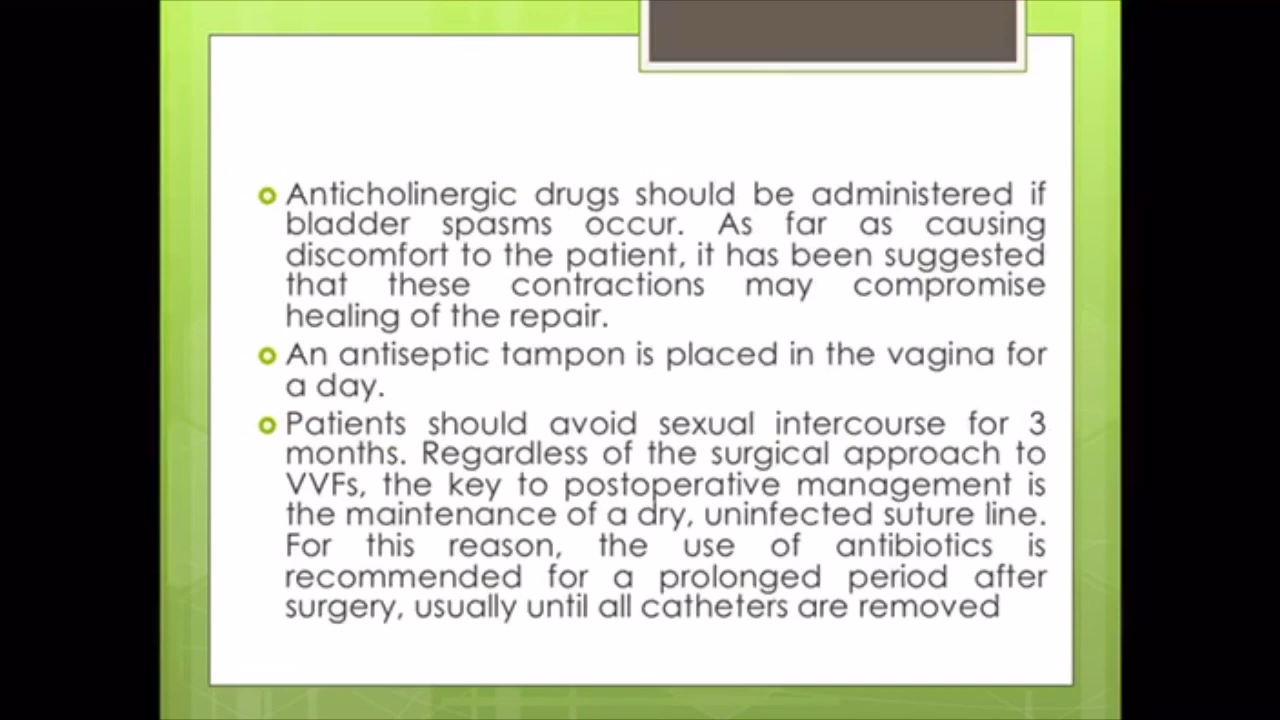 Anticholinergic drugs should be administered if
bladder spasms occur. As far as causing
discomfort to the patient, it has been suggested
that these contractions may compromise
healing of the repair.
An antiseptic tampon is placed in the vagina for
a day.
Patients should avoid sexual intercourse for 3
months. Regardless of the surgical approach to
VVFs, the key to postoperative management is
the maintenance of a dry, uninfected suture line.
For this reason, the use of antibiotics is
recommended for a prolonged period after
surgery, usually until all catheters are removed